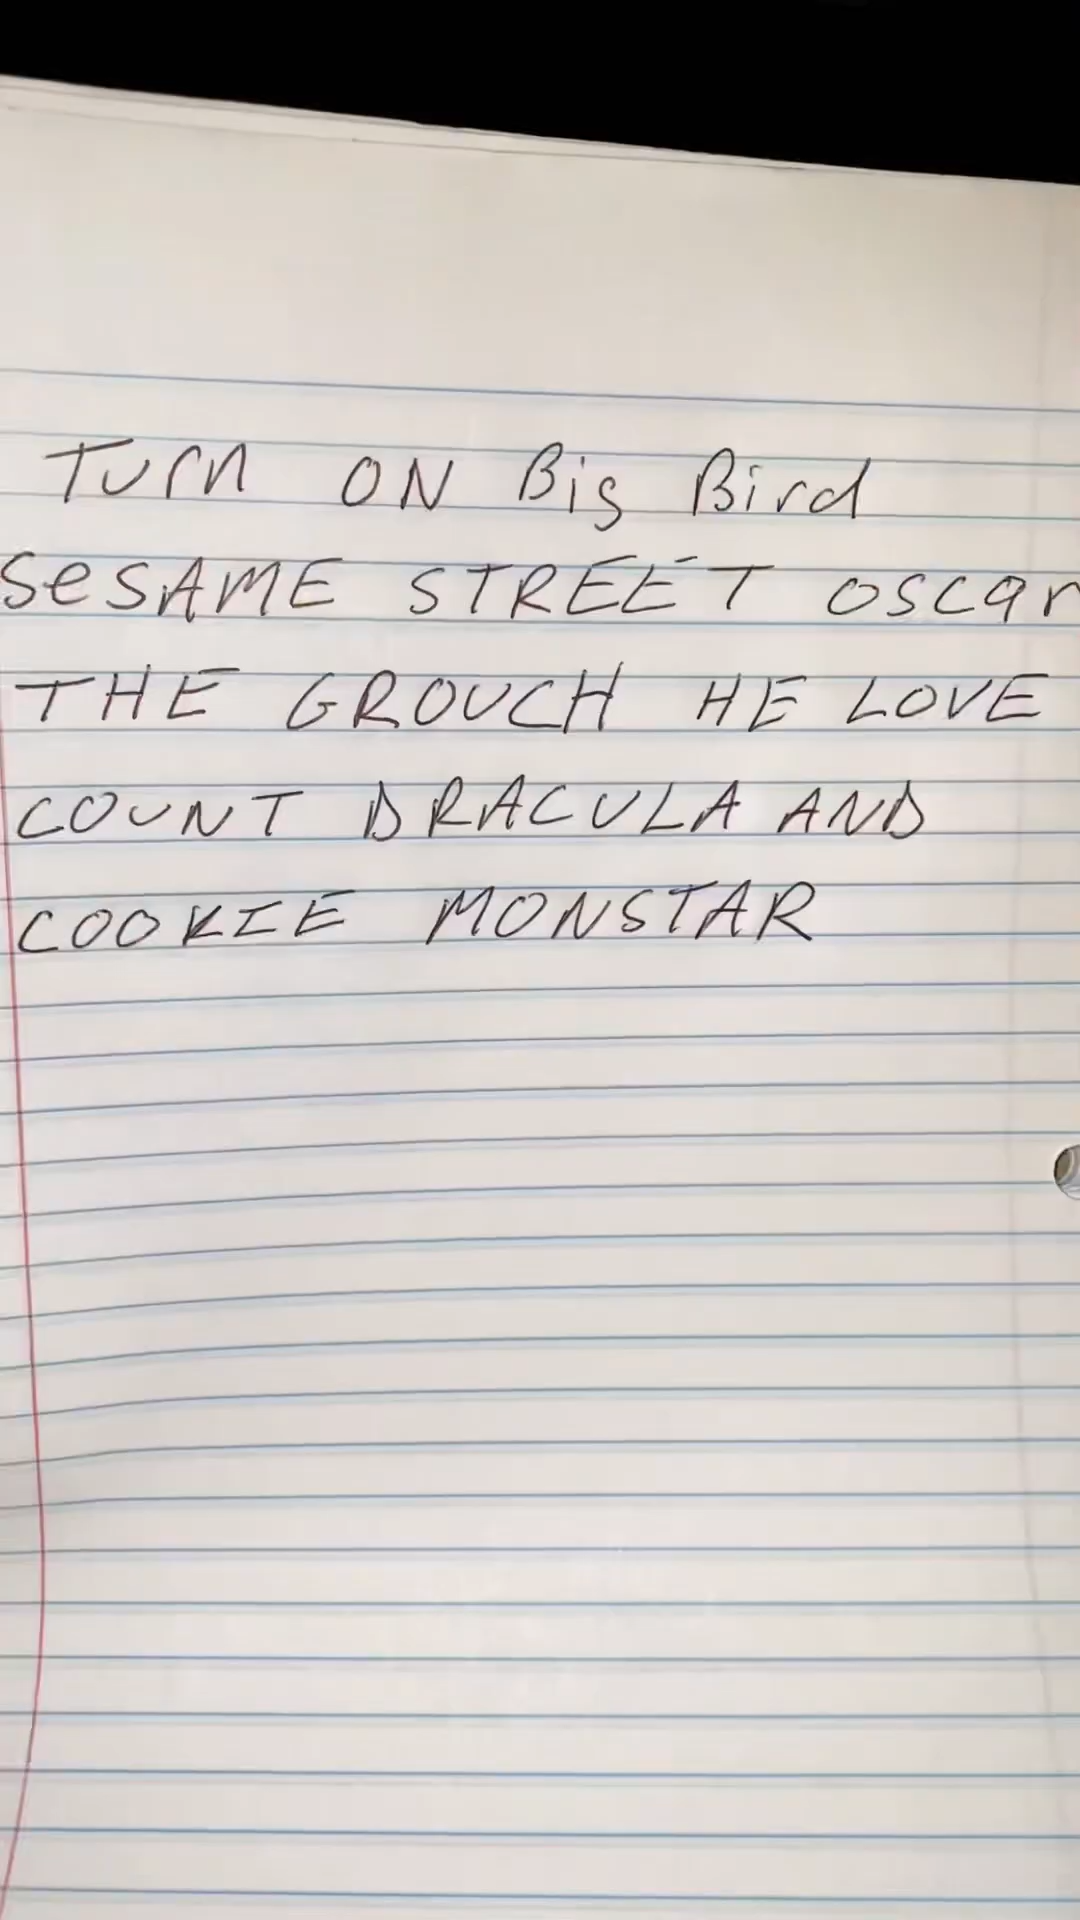 Turn ON Big Bird
SeSAME STREET OSCar
THE GROUCH HE LOVE
COUNT DRACULA AND
COOKIE MONSTAR